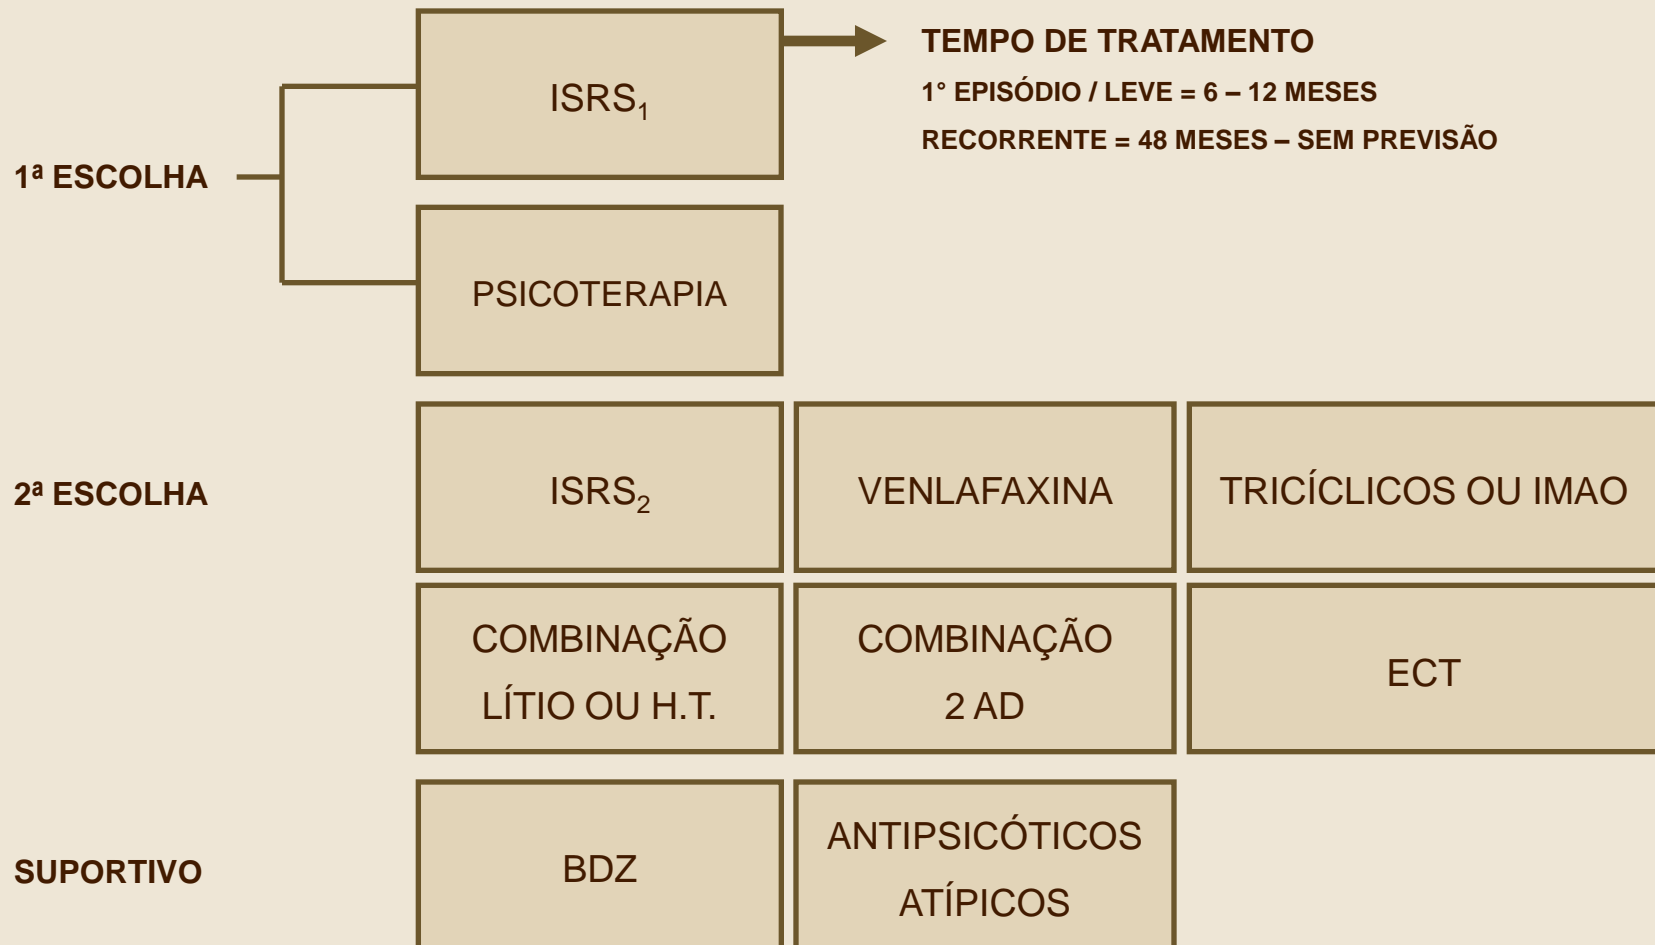 1ª ESCOLHA
ISRS₁
TEMPO DE TRATAMENTO
1° EPISÓDIO / LEVE = 6 – 12 MESES
RECORRENTE = 48 MESES – SEM PREVISÃO
PSICOTERAPIA
2ª ESCOLHA
ISRS₂
VENLAFAXINA
TRICÍCLICOS OU IMAO
COMBINAÇÃO
LÍTIO OU H.T.
COMBINAÇÃO
2 AD
ECT
SUPORTIVO
BDZ
ANTIPSICÓTICOS
ATÍPICOS